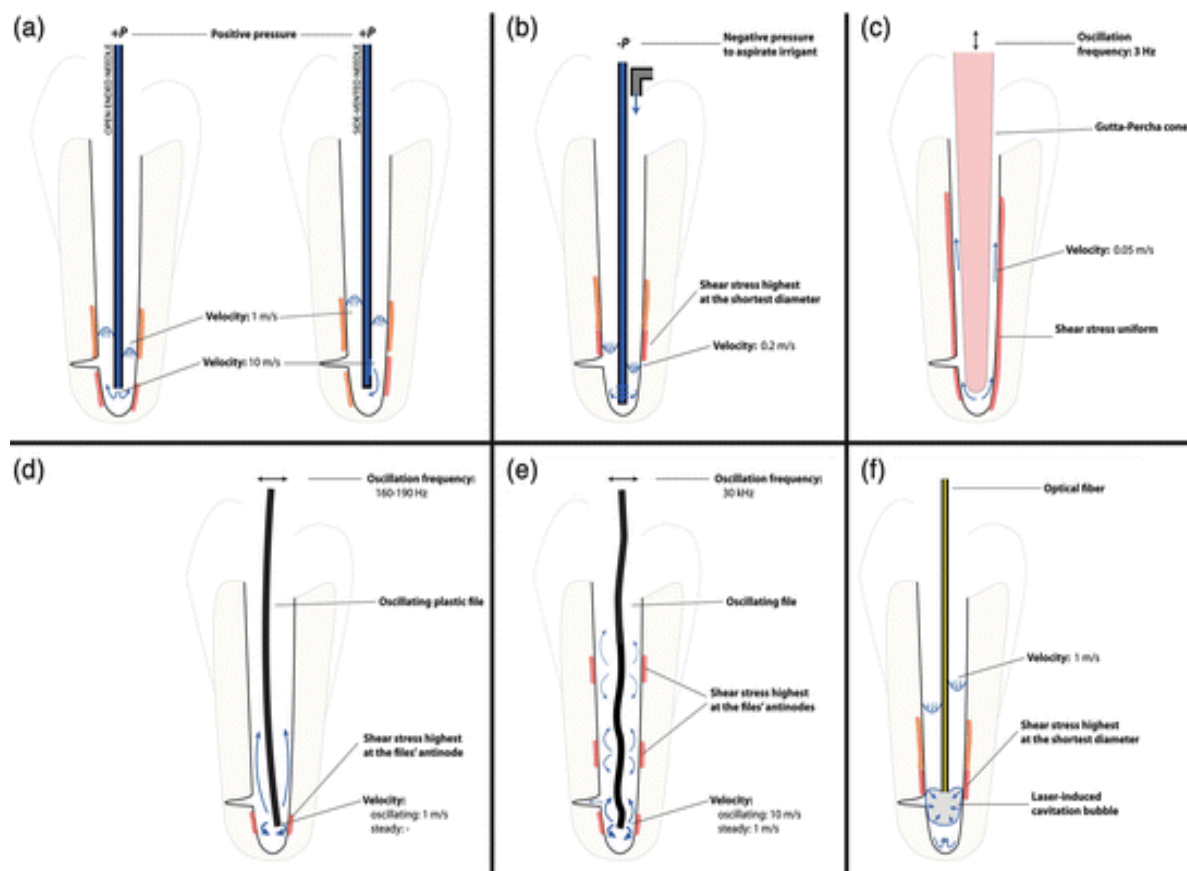 (a)
+P
Positive pressure
+P
OPEN-ENDED NEEDLE
SIDE-VENTED NEEDLE
Velocity: 1 m/s
Velocity: 10 m/s
(b)
-P
Negative pressure
to aspirate irrigant
Shear stress highest
at the shortest diameter
Velocity: 0.2 m/s
(c)
Oscillation
frequency: 3 Hz
Gutta-Percha cone
Velocity: 0.05 m/s
Shear stress uniform
(d)
Oscillation frequency:
160-190 Hz
Oscillating plastic file
Shear stress highest
at the files' antinode
Velocity:
oscillating: 1 m/s
steady: -
(e)
Oscillation frequency:
30 kHz
Oscillating file
Shear stress highest
at the files' antinodes
Velocity:
oscillating: 10 m/s
steady: 1 m/s
(f)
Optical fiber
Velocity: 1 m/s
Shear stress highest
at the shortest diameter
Laser-induced
cavitation bubble